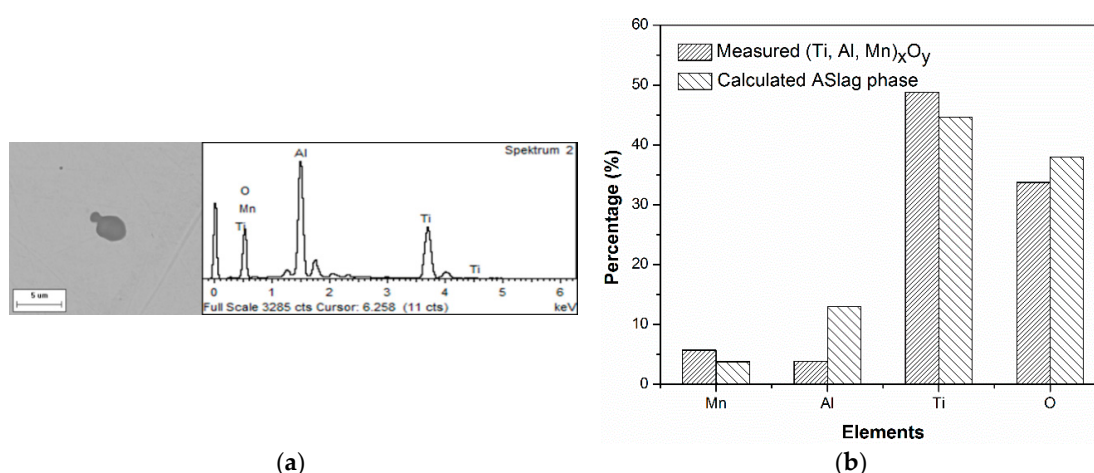 5 um
Spektrum 2
Al
O
Mn
Ti
Ti
Ti
0 1 2 3 4 5 6
Full Scale 3285 cts Cursor: 6.258 (11 cts) keV
(a)
Measured (Ti, Al, Mn)xOy
Calculated ASlag phase
60
50
40
30
20
10
0
Percentage (%)
Mn Al Ti O
Elements
(b)